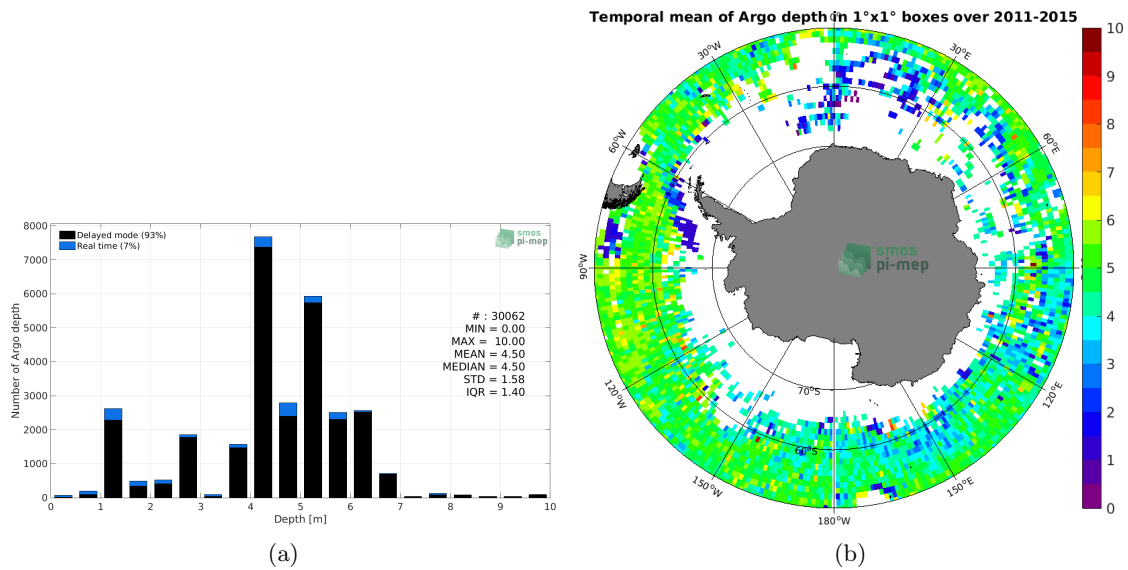 Temporal mean of Argo depth in 1°x1° boxes over 2011-2015
0°
30°W
30°E
60°W
60°E
90°W
120°W
120°E
150°W
150°E
180°W
70°S
60°S
smos
pi-mep
10
9
8
7
6
5
4
3
2
1
0
Delayed mode (93%)
Real time (7%)
smos
pi-mep
# : 30062
MIN = 0.00
MAX = 10.00
MEAN = 4.50
MEDIAN = 4.50
STD = 1.58
IQR = 1.40
Number of Argo depth
8000
7000
6000
5000
4000
3000
2000
1000
0
0 1 2 3 4 5 6 7 8 9 10
Depth [m]
(a)
(b)